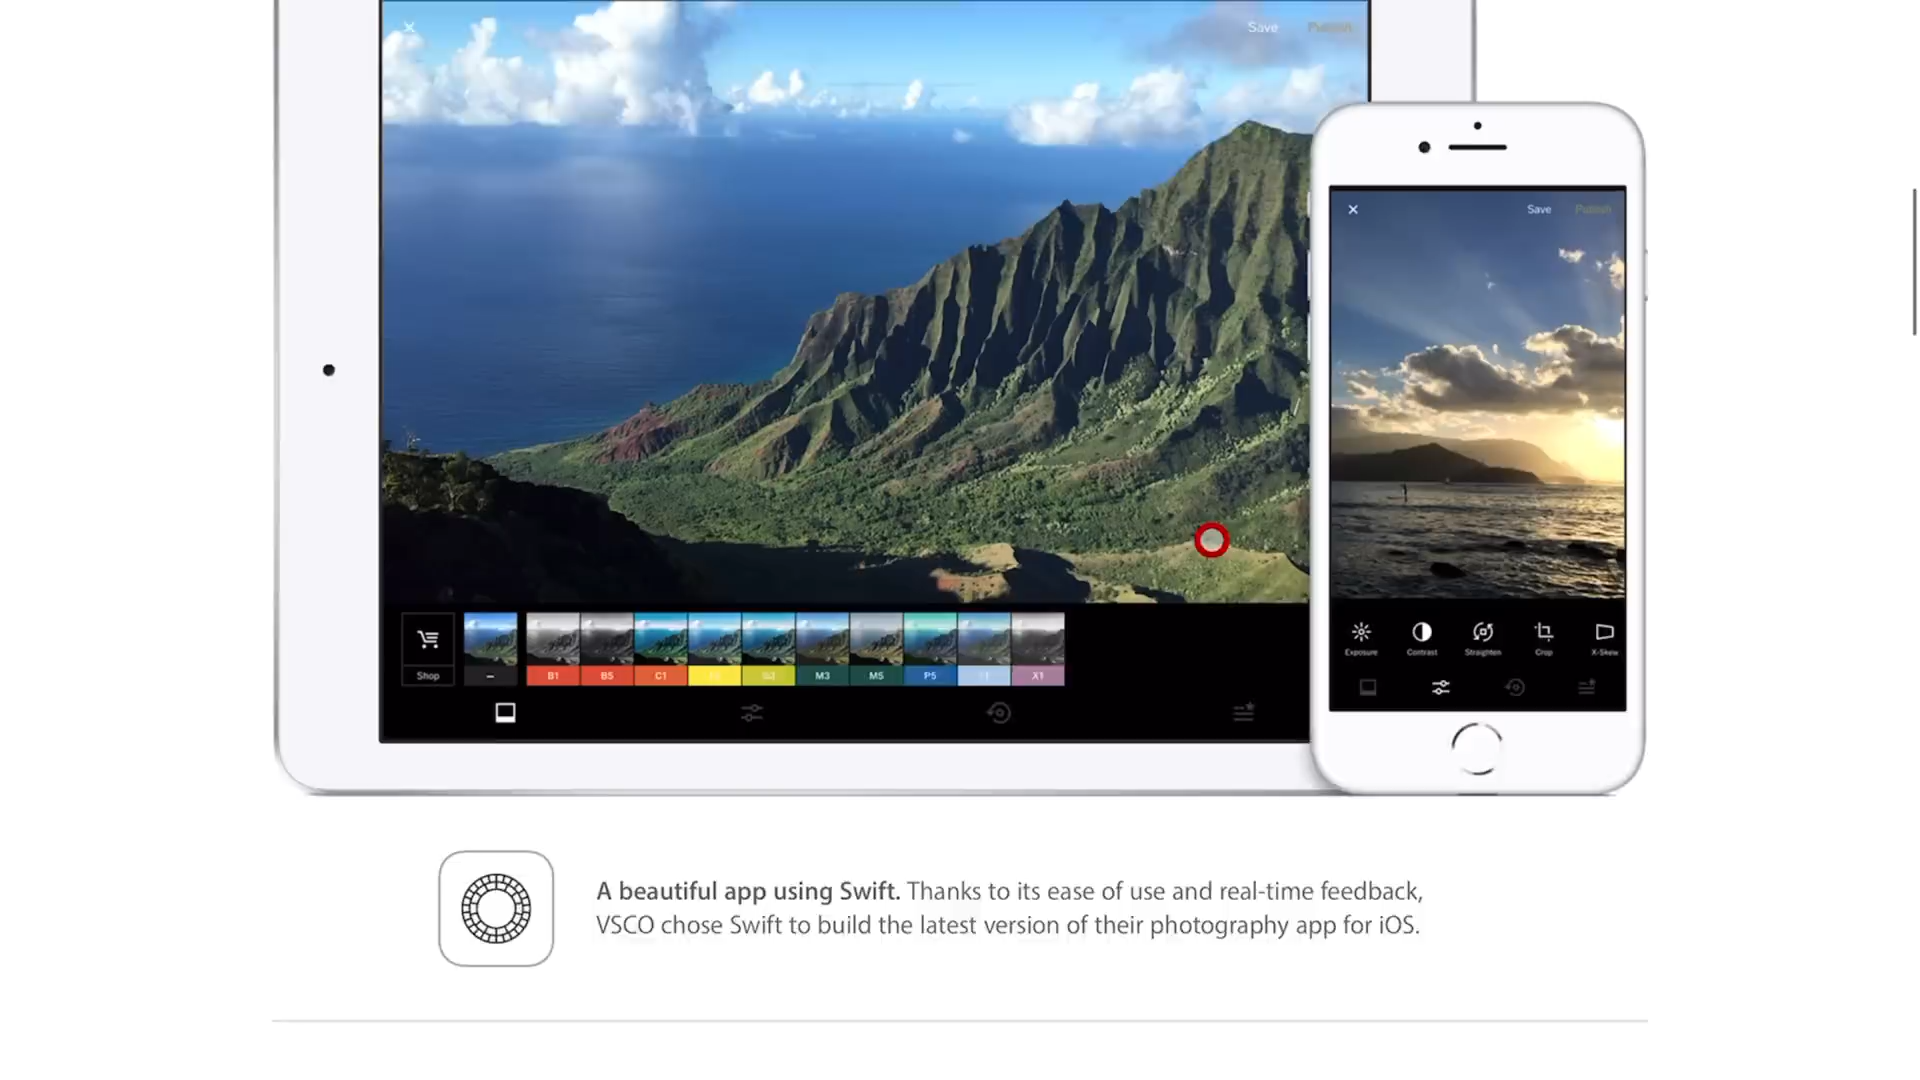 Save Publish
Save Publish
Exposure Contrast Straighten Crop X-Skew
Shop – B1 B5 C1 M3 M5 P5 X1
A beautiful app using Swift. Thanks to its ease of use and real-time feedback,
VSCO chose Swift to build the latest version of their photography app for iOS.